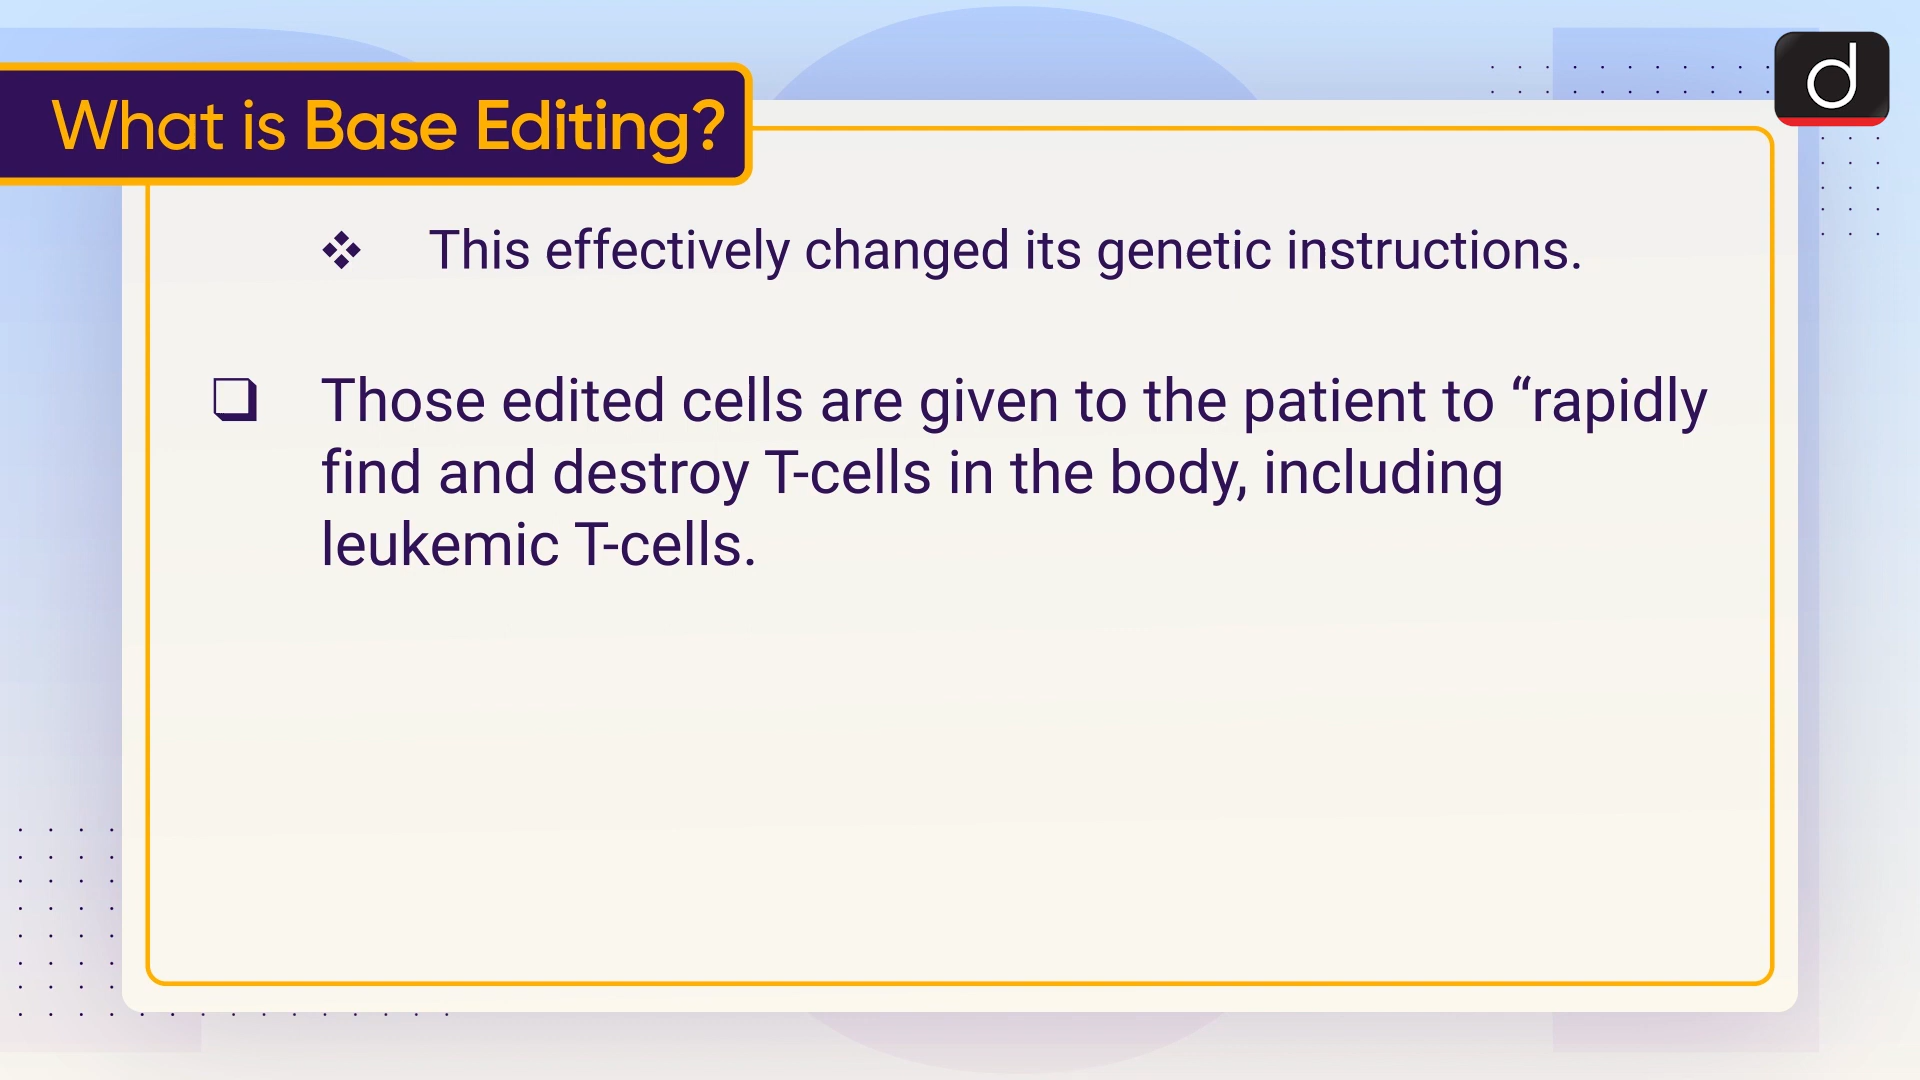 What is Base Editing?
❖ This effectively changed its genetic instructions.
❑ Those edited cells are given to the patient to “rapidly
find and destroy T-cells in the body, including
leukemic T-cells.
d